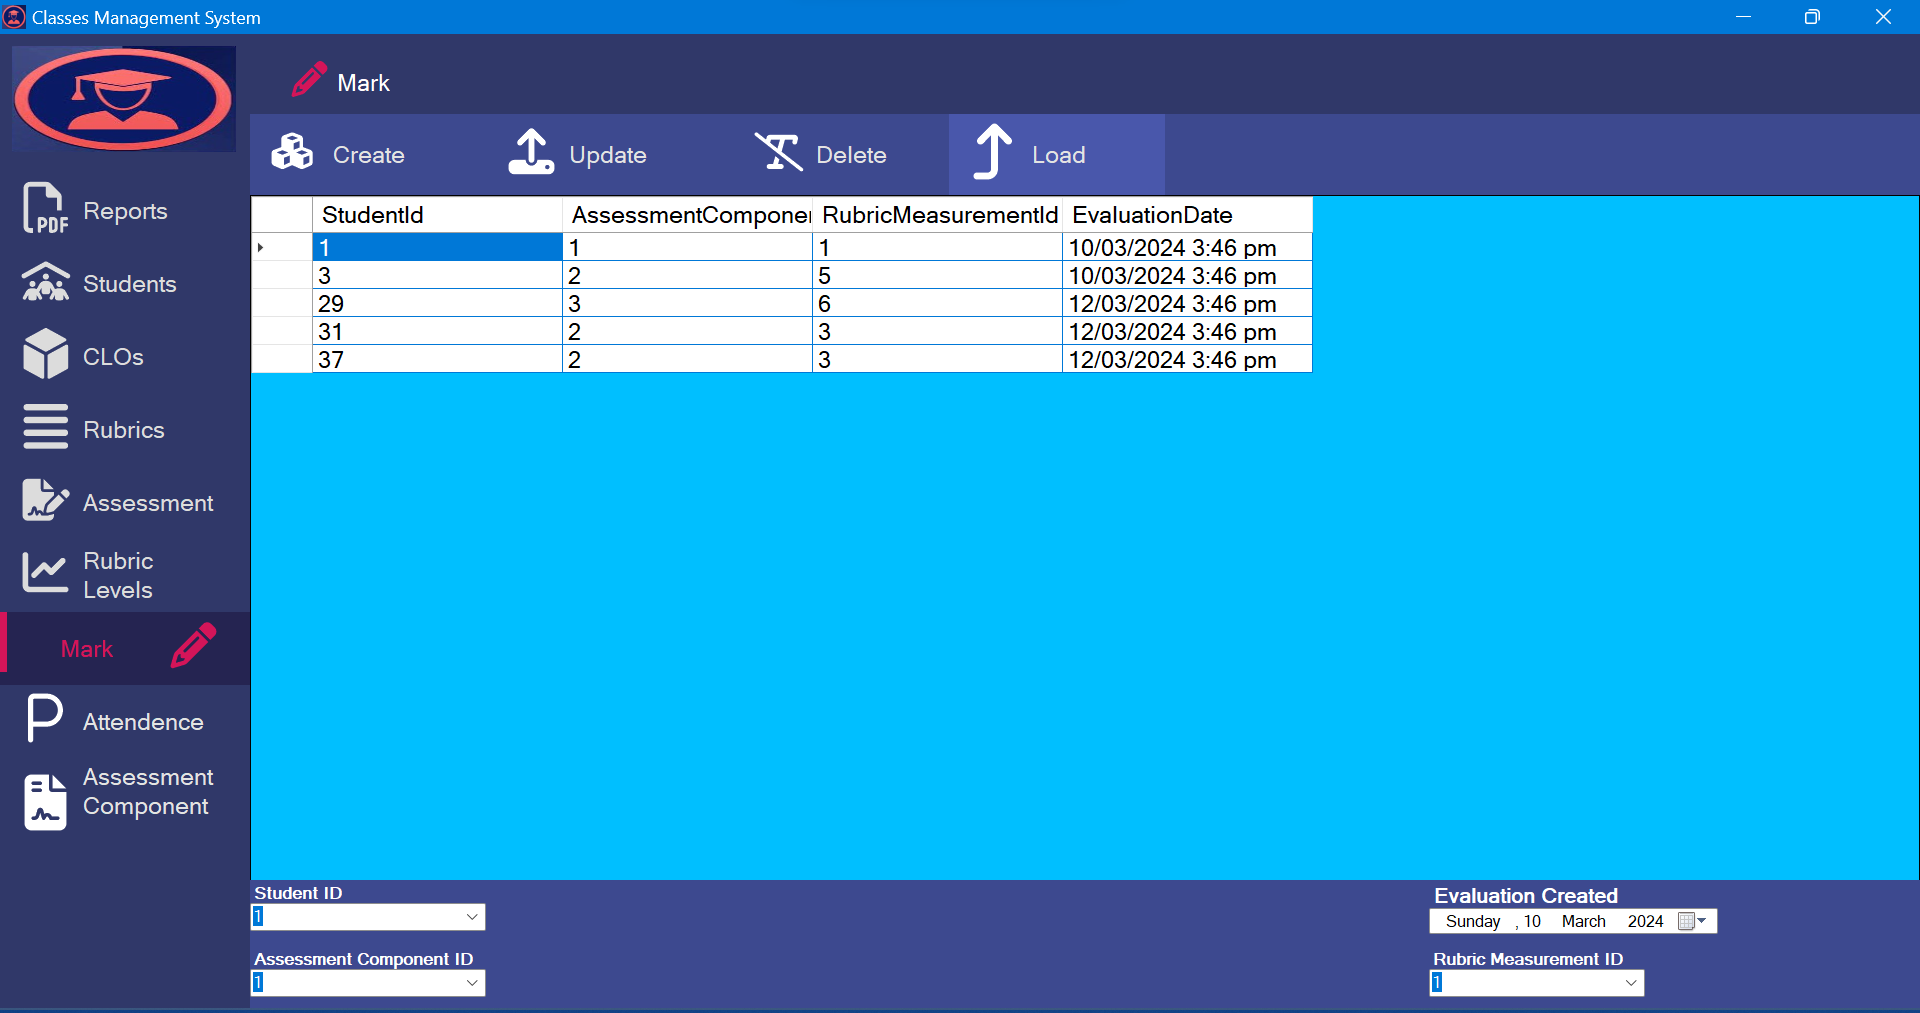 Classes Management System
Mark
Create
Update
Delete
Load
PDF
Reports
Students
CLOs
Rubrics
Assessment
Rubric
Levels
Mark
P
Attendence
Assessment
Component
StudentId AssessmentComponei RubricMeasurementId EvaluationDate
1 1 1 10/03/2024 3:46 pm
3 2 5 10/03/2024 3:46 pm
29 3 6 12/03/2024 3:46 pm
31 2 3 12/03/2024 3:46 pm
37 2 3 12/03/2024 3:46 pm
Student ID
1
Assessment Component ID
1
Evaluation Created
Sunday , 10 March 2024
Rubric Measurement ID
1